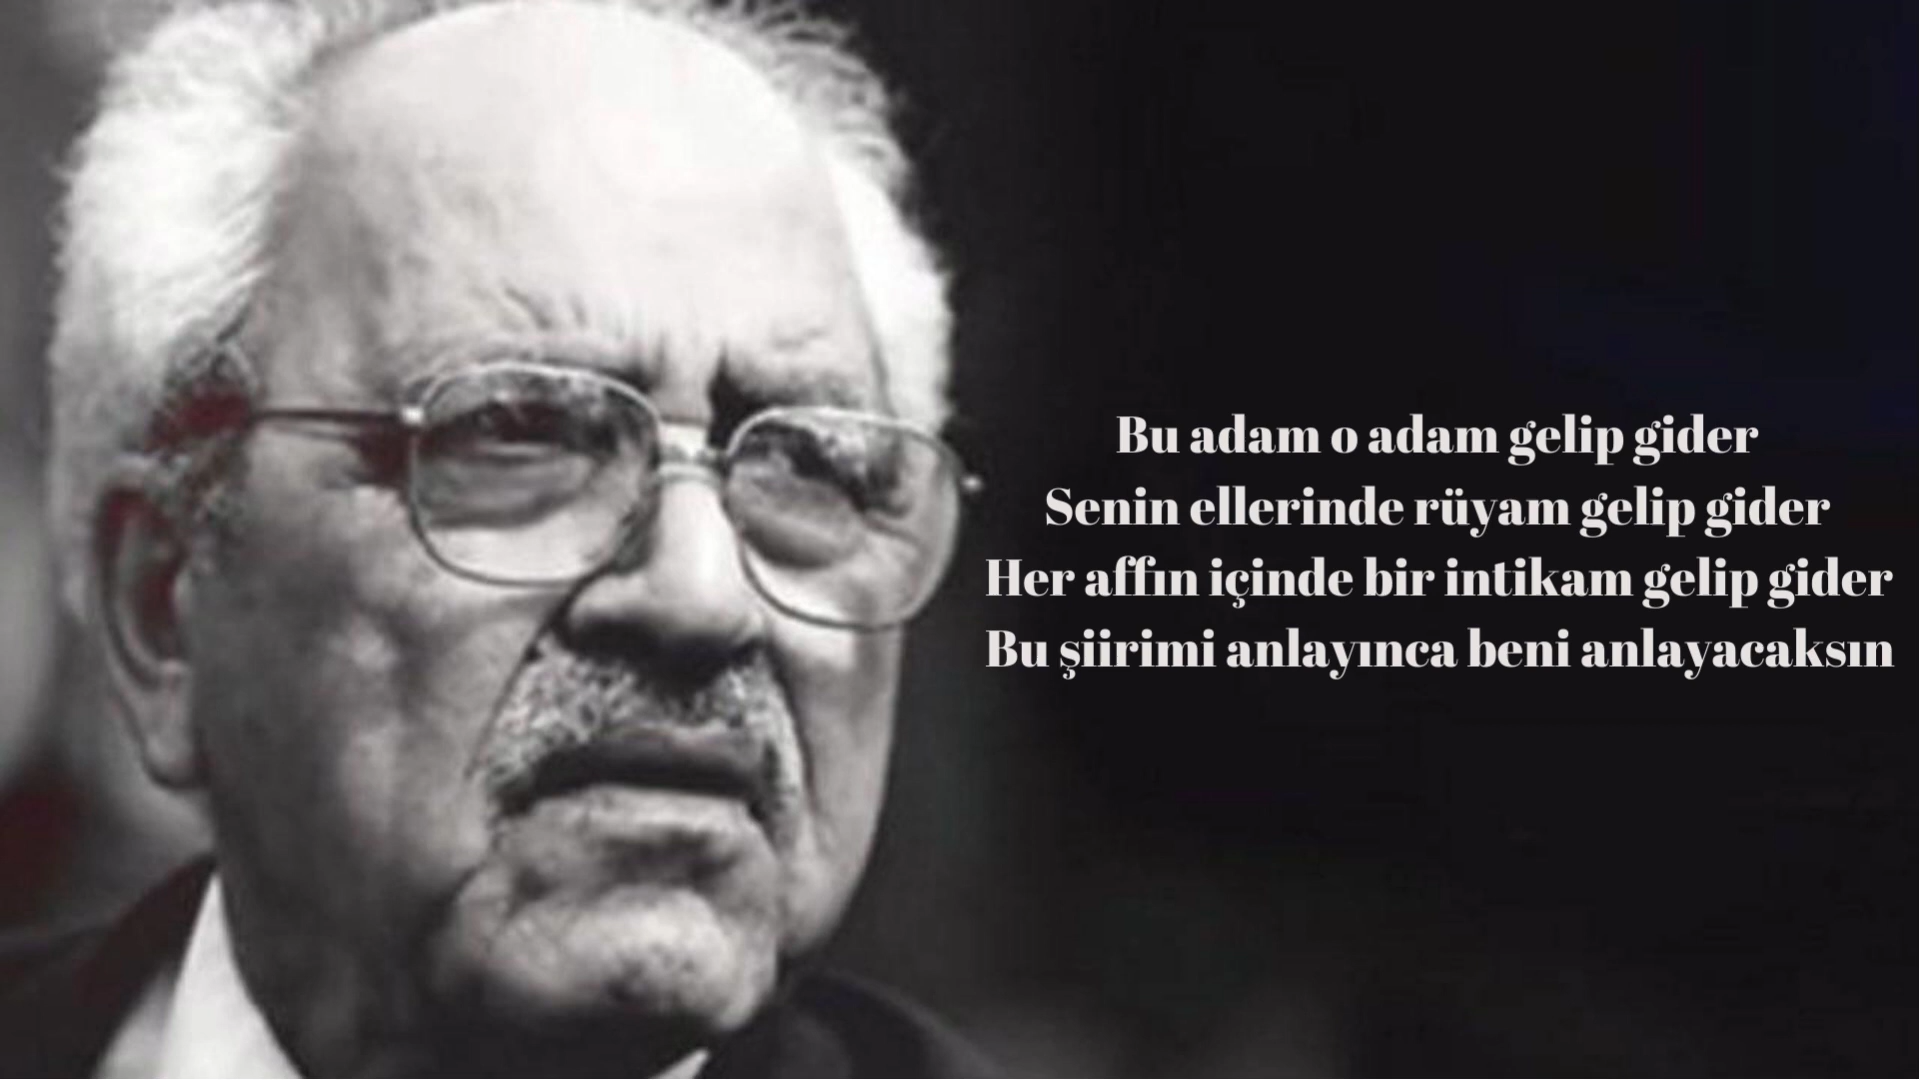 Bu adam o adam gelip gider
Senin ellerinde rüyam gelip gider
Her affın içinde bir intikam gelip gider
Bu şiirimi anlayınca beni anlayacaksın